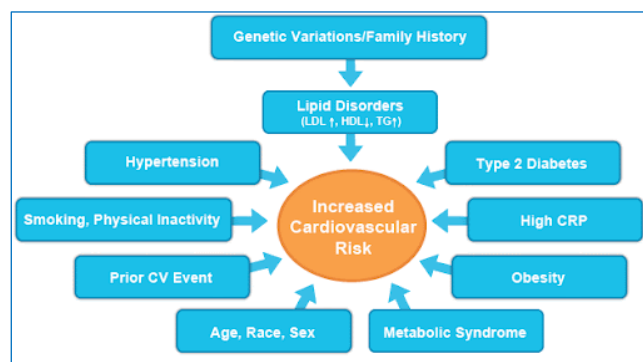 Genetic Variations/Family History
Lipid Disorders
(LDL ↑, HDL↓, TG↑)
Hypertension
Type 2 Diabetes
Smoking, Physical Inactivity
Increased
Cardiovascular
Risk
High CRP
Prior CV Event
Obesity
Age, Race, Sex
Metabolic Syndrome